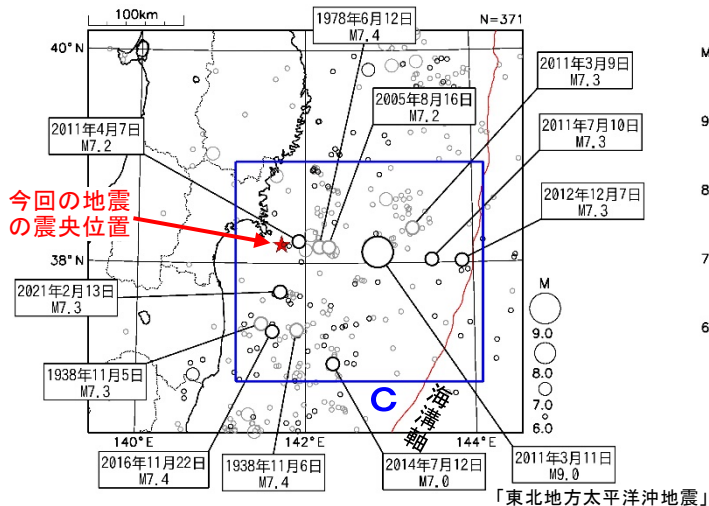 100km
N=371
40°N
38°N
140°E
142°E
144°E
1978年6月12日
M7.4
2011年3月9日
M7.3
2005年8月16日
M7.2
2011年7月10日
M7.3
2011年4月7日
M7.2
2012年12月7日
M7.3
今回の地震
の震央位置
2021年2月13日
M7.3
1938年11月5日
M7.3
2016年11月22日
M7.4
1938年11月6日
M7.4
2014年7月12日
M7.0
2011年3月11日
M9.0
「東北地方太平洋沖地震」
C
海溝軸
M
9.0
8.0
7.0
6.0
M
9
8
7
6